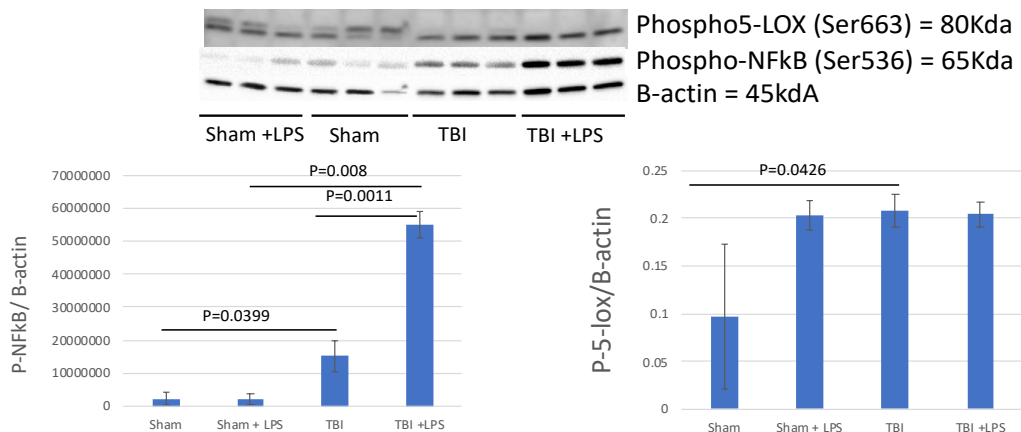 Phospho5-LOX (Ser663) = 80Kda
Phospho-NFkB (Ser536) = 65Kda
B-actin = 45kdA
Sham +LPS Sham TBI TBI +LPS
P-NFkB/ B-actin
70000000
60000000
50000000
40000000
30000000
20000000
10000000
0
P=0.008
P=0.0011
P=0.0399
Sham Sham + LPS TBI TBI +LPS
P-5-lox/B-actin
0.25
0.2
0.15
0.1
0.05
0
P=0.0426
Sham Sham + LPS TBI TBI +LPS